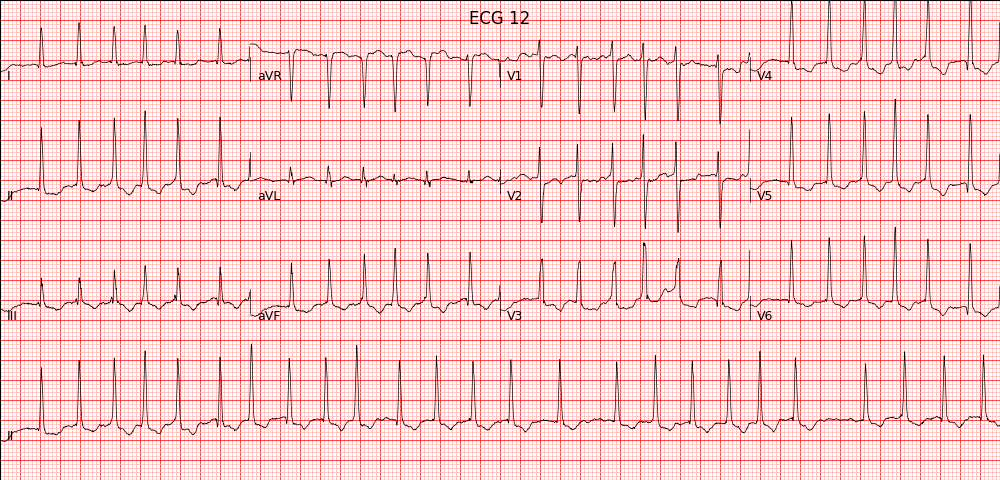 ECG 12
I aVR V1 V4
II aVL V2 V5
III aVF V3 V6
II